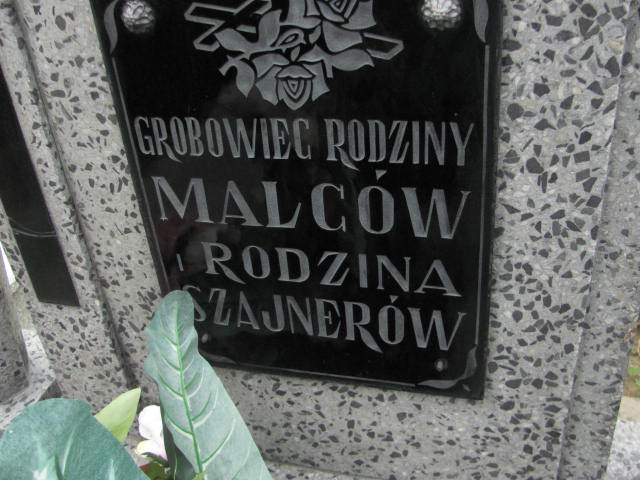 GROBOWIEC RODZINY
MALCÓW
I RODZINA
SZAJNERÓW